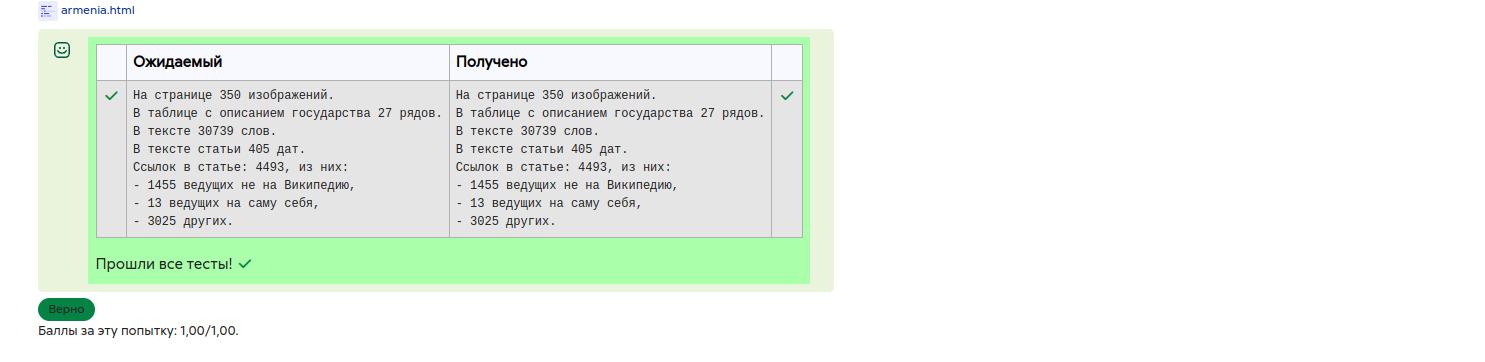 armenia.html
Ожидаемый Получено
На странице 350 изображений. На странице 350 изображений.
В таблице с описанием государства 27 рядов. В таблице с описанием государства 27 рядов.
В тексте 30739 слов. В тексте 30739 слов.
В тексте статьи 405 дат. В тексте статьи 405 дат.
Ссылок в статье: 4493, из них: Ссылок в статье: 4493, из них:
- 1455 ведущих не на Википедию, - 1455 ведущих не на Википедию,
- 13 ведущих на саму себя, - 13 ведущих на саму себя,
- 3025 других. - 3025 других.
Прошли все тесты!
Верно
Баллы за эту попытку: 1,00/1,00.